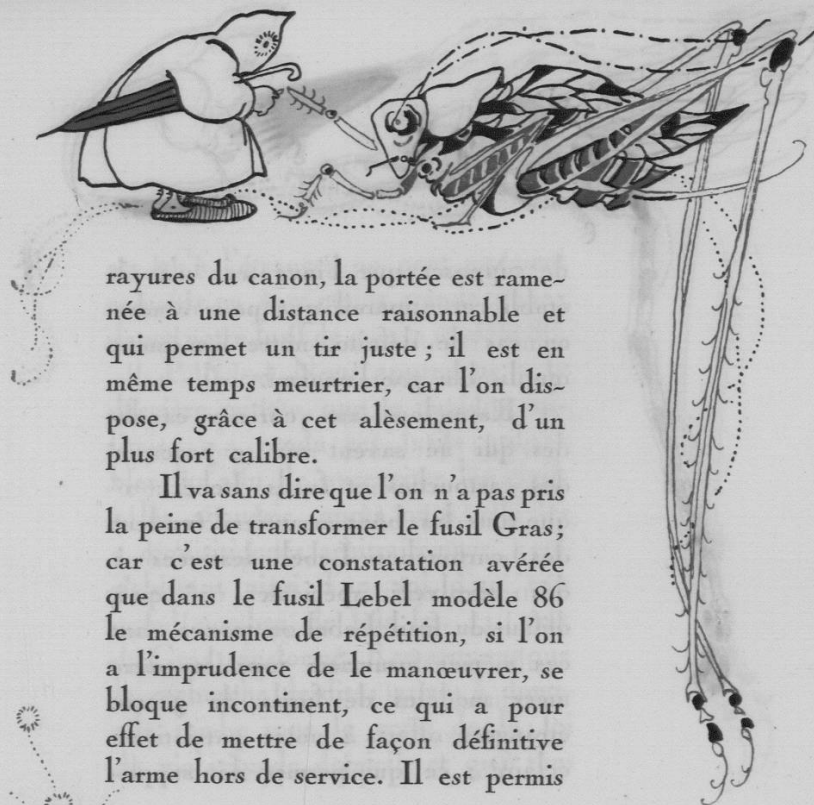 rayures du canon, la portée est rame-
née à une distance raisonnable et
qui permet un tir juste ; il est en
même temps meurtrier, car l'on dis-
pose, grâce à cet alèsement, d'un
plus fort calibre.
Il va sans dire que l'on n'a pas pris
la peine de transformer le fusil Gras ;
car c'est une constatation avérée
que dans le fusil Lebel modèle 86
le mécanisme de répétition, si l'on
a l'imprudence de le manœuvrer, se
bloque incontinent, ce qui a pour
effet de mettre de façon définitive
l'arme hors de service. Il est permis